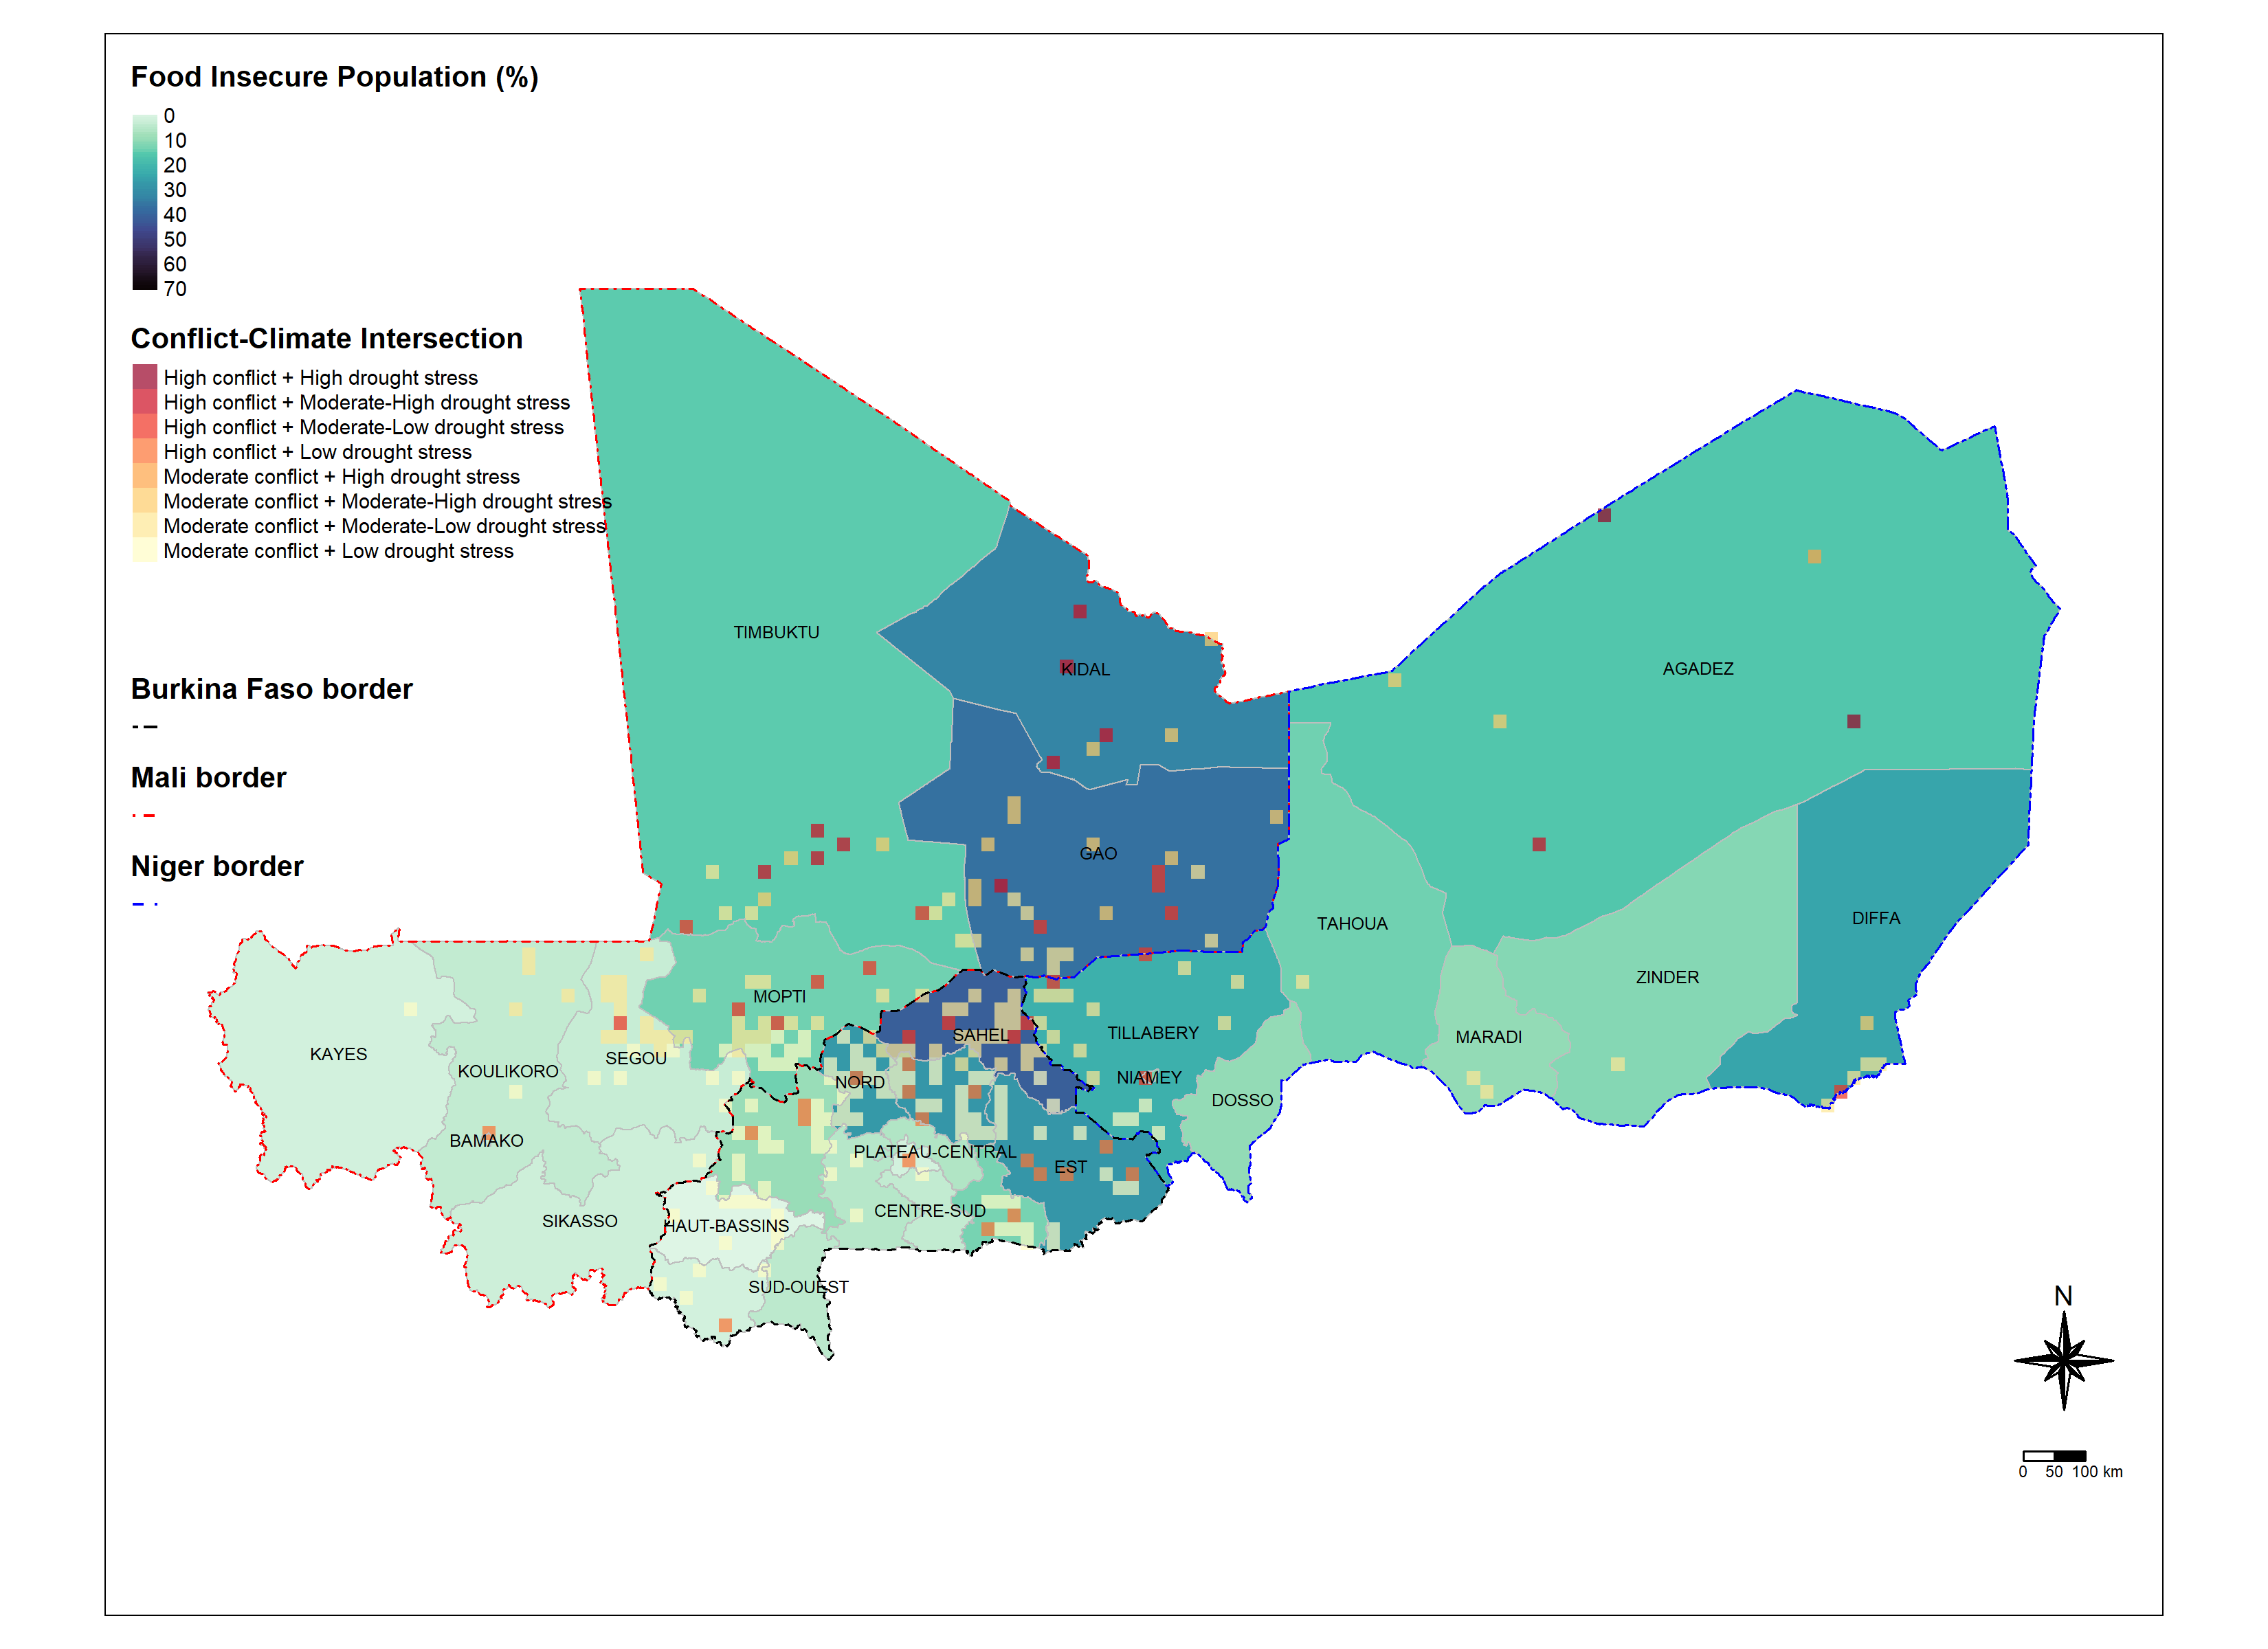 Food Insecure Population (%)
0
10
20
30
40
50
60
70
Conflict-Climate Intersection
High conflict + High drought stress
High conflict + Moderate-High drought stress
High conflict + Moderate-Low drought stress
High conflict + Low drought stress
Moderate conflict + High drought stress
Moderate conflict + Moderate-High drought stress
Moderate conflict + Moderate-Low drought stress
Moderate conflict + Low drought stress
Burkina Faso border
Mali border
Niger border
TIMBUKTU
KIDAL
AGADEZ
GAO
TAHOUA
DIFFA
ZINDER
MOPTI
SAHEL
TILLABERY
MARADI
KAYES
SEGOU
KOULIKORO
NORD
NIAMEY
DOSSO
BAMAKO
PLATEAU-CENTRAL
EST
CENTRE-SUD
SIKASSO
HAUT-BASSINS
SUD-OUEST
N
0 50 100 km